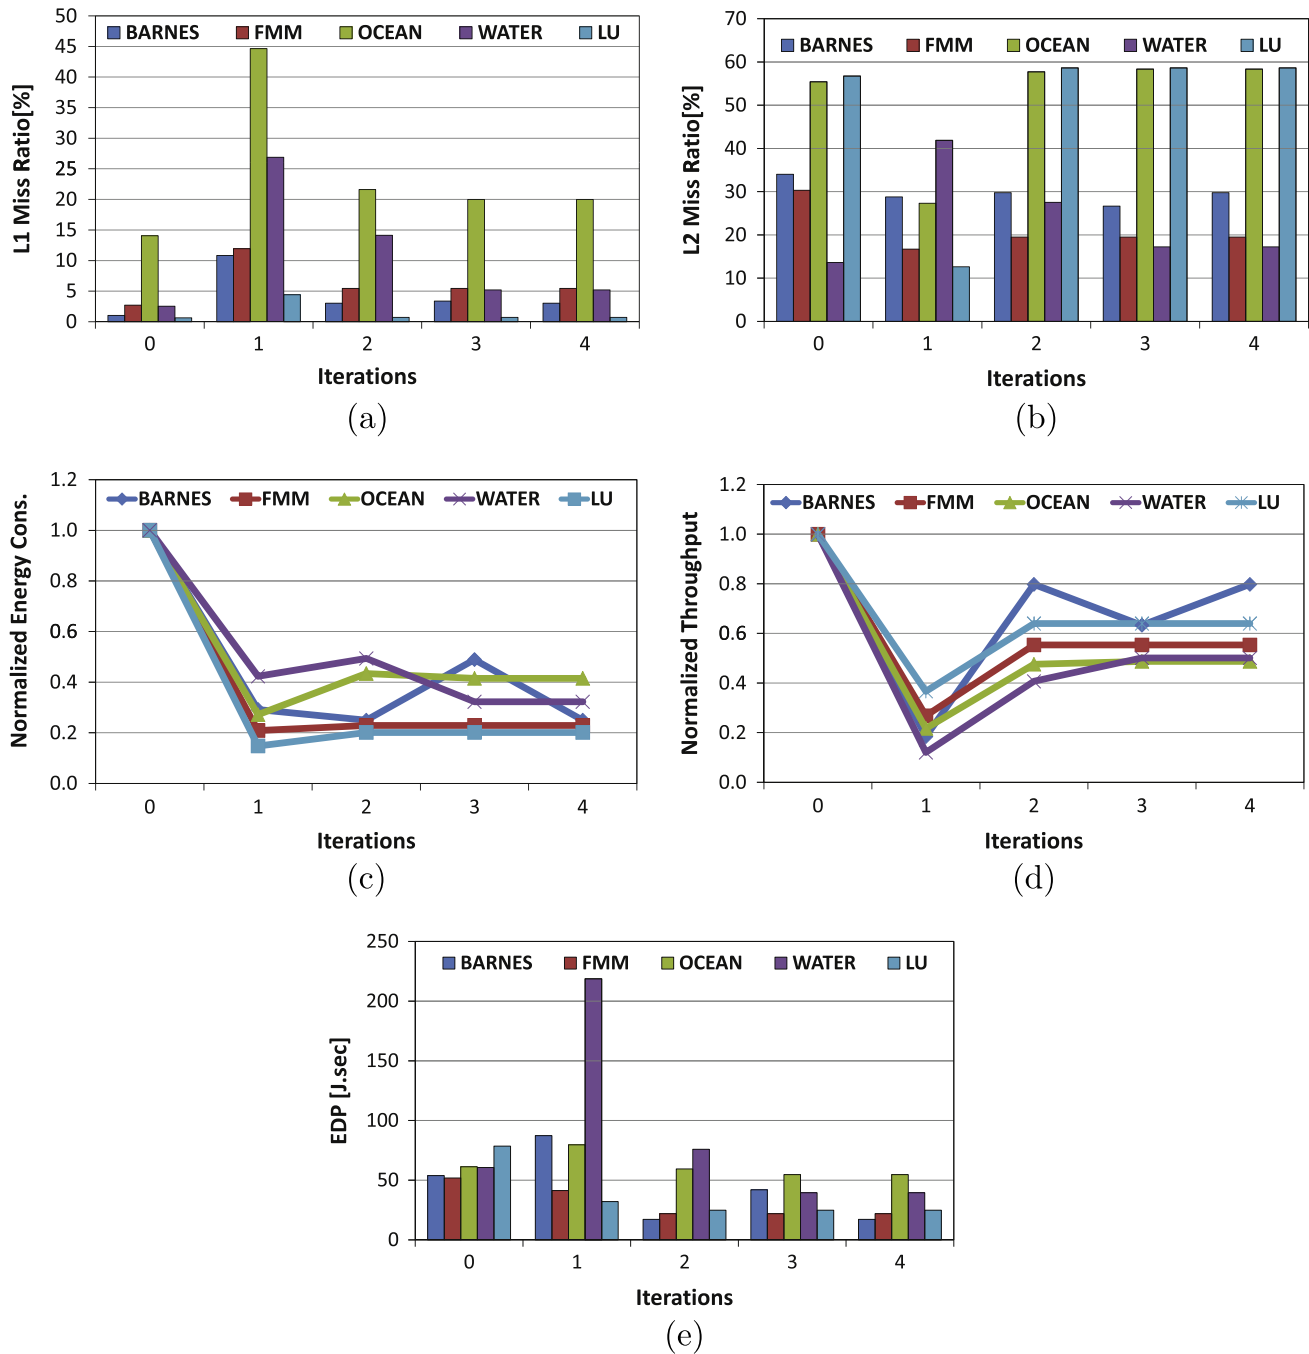 BARNES FMM OCEAN WATER LU
50
45
40
35
30
25
20
15
10
5
0
L1 Miss Ratio[%]
0 1 2 3 4
Iterations
(a)
BARNES FMM OCEAN WATER LU
70
60
50
40
30
20
10
0
L2 Miss Ratio[%]
0 1 2 3 4
Iterations
(b)
BARNES FMM OCEAN WATER LU
1.2
1.0
0.8
0.6
0.4
0.2
0.0
Normalized Energy Cons.
0 1 2 3 4
Iterations
(c)
BARNES FMM OCEAN WATER LU
1.2
1.0
0.8
0.6
0.4
0.2
0.0
Normalized Throughput
0 1 2 3 4
Iterations
(d)
BARNES FMM OCEAN WATER LU
250
200
150
100
50
0
EDP [J.sec]
0 1 2 3 4
Iterations
(e)